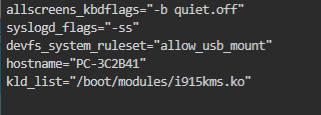 allscreens_kbdflags="-b quiet.off"
syslogd_flags="-ss"
devfs_system_ruleset="allow_usb_mount"
hostname="PC-3C2B41"
kld_list="/boot/modules/i915kms.ko"